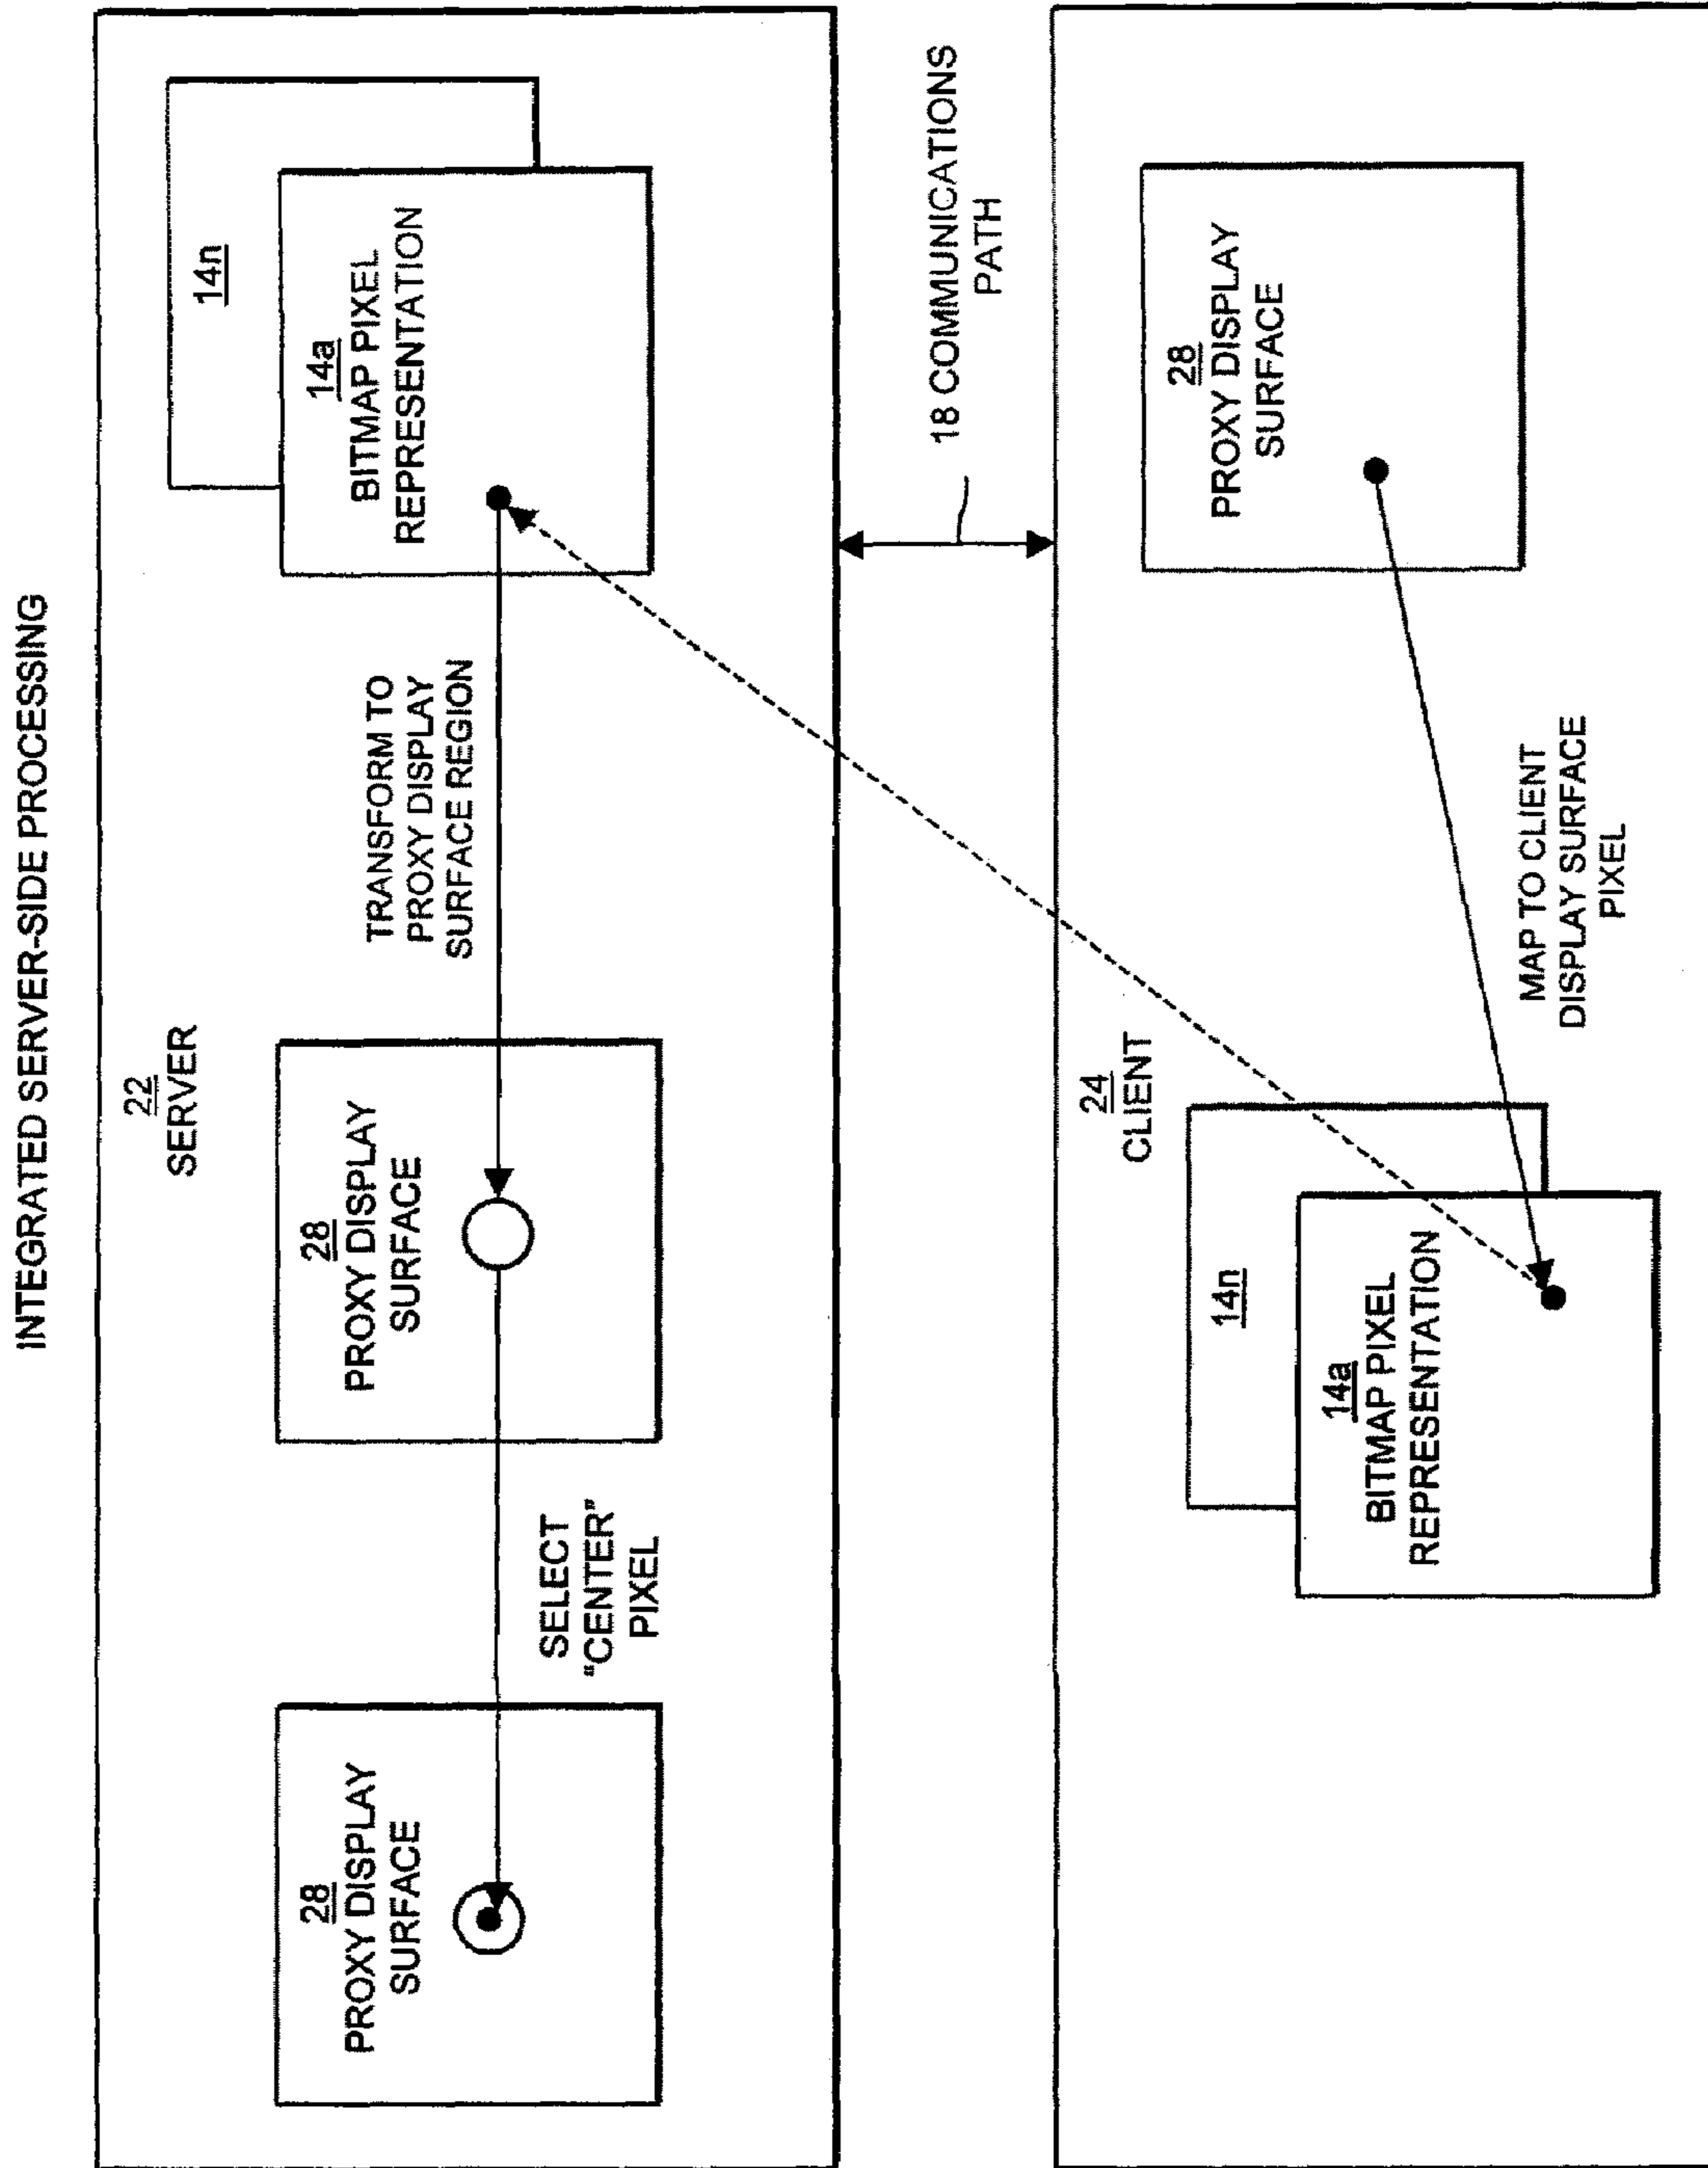 INTEGRATED SERVER-SIDE PROCESSING
22
SERVER
28
PROXY DISPLAY
SURFACE
SELECT
"CENTER"
PIXEL
28
PROXY DISPLAY
SURFACE
TRANSFORM TO
PROXY DISPLAY
SURFACE REGION
14n
14a
BITMAP PIXEL
REPRESENTATION
18 COMMUNICATIONS
PATH
24
CLIENT
14n
14a
BITMAP PIXEL
REPRESENTATION
MAP TO CLIENT
DISPLAY SURFACE
PIXEL
28
PROXY DISPLAY
SURFACE